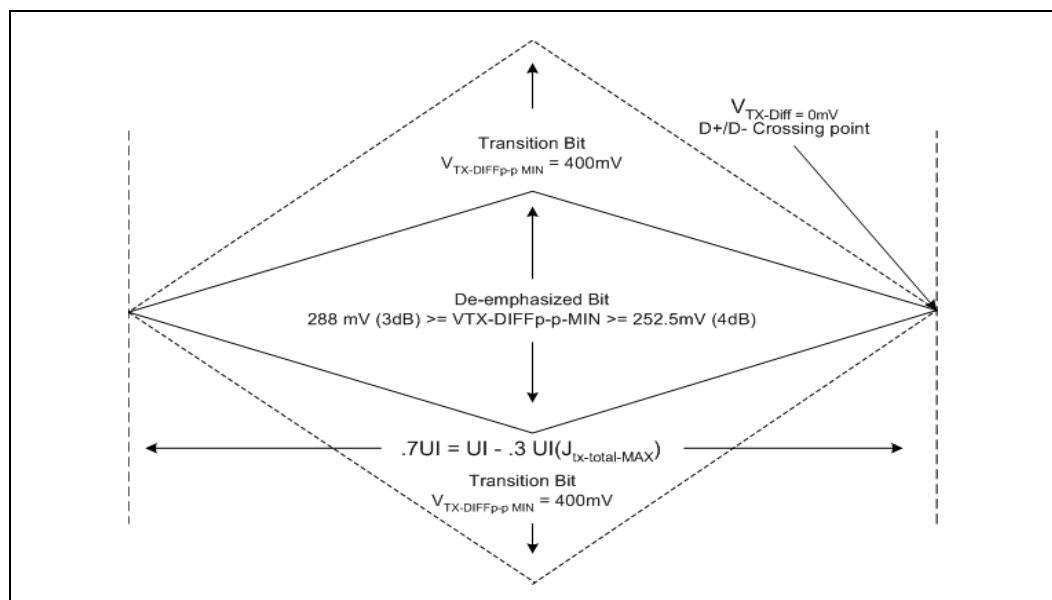 V_TX-Diff = 0mV
D+/D- Crossing point
Transition Bit
V_TX-DIFFp-p MIN = 400mV
De-emphasized Bit
288 mV (3dB) >= VTX-DIFFp-p-MIN >= 252.5mV (4dB)
.7UI = UI - .3 UI(J_tx-total-MAX)
Transition Bit
V_TX-DIFFp-p MIN = 400mV